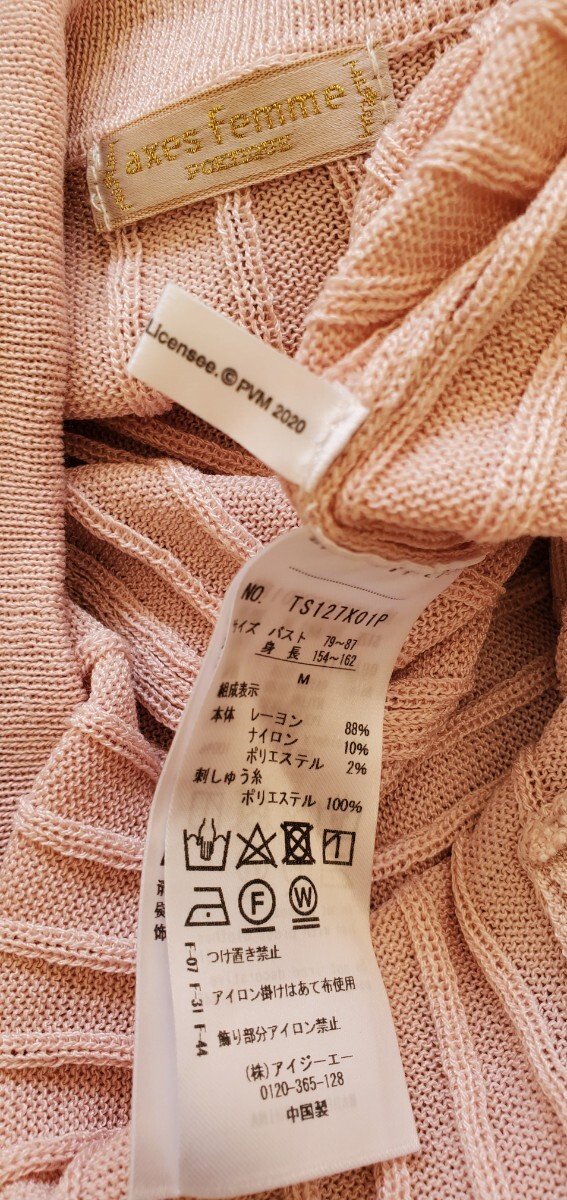 axes femme
POETIQUE
Licensee. © PVM 2020
NO. TS127X01P
イズ バスト 79~87
身 長 154~162
M
組成表示
本体 レーヨン 88%
ナイロン 10%
ポリエステル 2%
刺しゅう糸
ポリエステル 100%
F
W
F-07 つけ置き禁止
F-31 アイロン掛けはあて布使用
F-44 飾り部分アイロン禁止
(株) アイジーエー
0120-365-128
中国製
飾